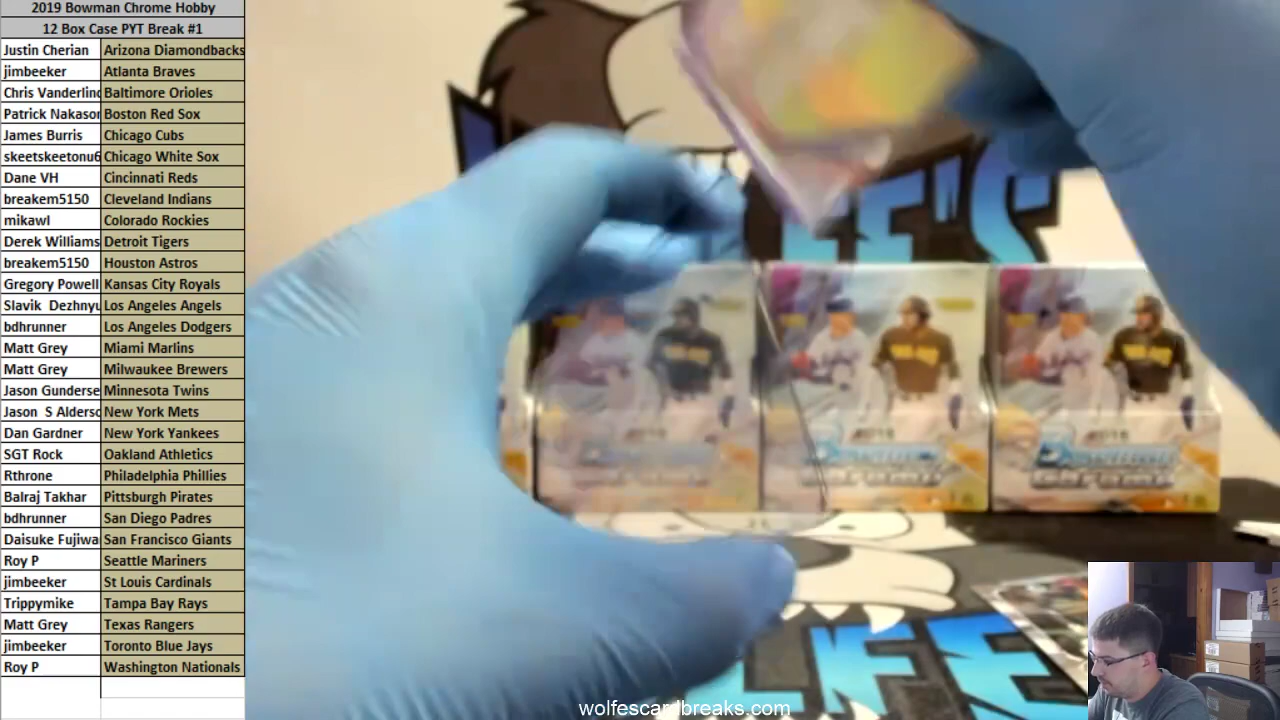 2019 Bowman Chrome Hobby
12 Box Case PYT Break #1
Justin Cherian Arizona Diamondbacks
jimbeeker Atlanta Braves
Chris Vanderlind Baltimore Orioles
Patrick Nakason Boston Red Sox
James Burris Chicago Cubs
skeetskeetonu6 Chicago White Sox
Dane VH Cincinnati Reds
breakem5150 Cleveland Indians
mikawl Colorado Rockies
Derek Williams Detroit Tigers
breakem5150 Houston Astros
Gregory Powell Kansas City Royals
Slavik Dezhnyu Los Angeles Angels
bdhrunner Los Angeles Dodgers
Matt Grey Miami Marlins
Matt Grey Milwaukee Brewers
Jason Gunderse Minnesota Twins
Jason S Alderso New York Mets
Dan Gardner New York Yankees
SGT Rock Oakland Athletics
Rthrone Philadelphia Phillies
Balraj Takhar Pittsburgh Pirates
bdhrunner San Diego Padres
Daisuke Fujiwa San Francisco Giants
Roy P Seattle Mariners
jimbeeker St Louis Cardinals
Trippymike Tampa Bay Rays
Matt Grey Texas Rangers
jimbeeker Toronto Blue Jays
Roy P Washington Nationals
FE'S
LFE
wolfescardbreaks.com